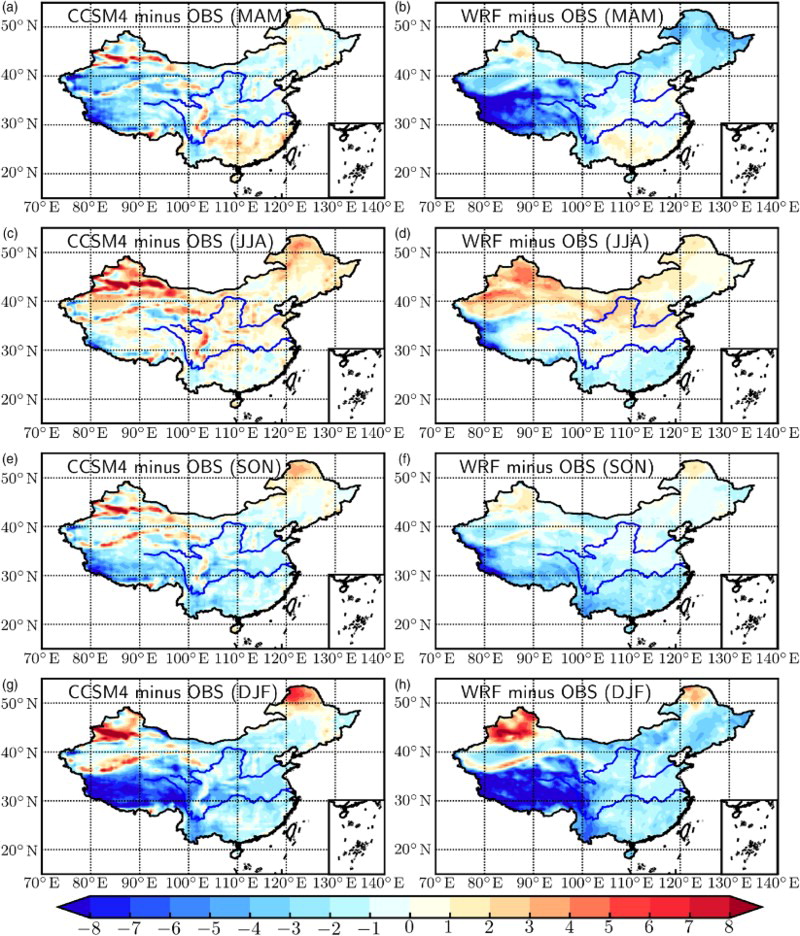 (a) CCSM4 minus OBS (MAM)
50° N
40° N
30° N
20° N
70° E 80° E 90° E 100° E 110° E 120° E 130° E 140° E
(b) WRF minus OBS (MAM)
50° N
40° N
30° N
20° N
70° E 80° E 90° E 100° E 110° E 120° E 130° E 140° E
(c) CCSM4 minus OBS (JJA)
50° N
40° N
30° N
20° N
70° E 80° E 90° E 100° E 110° E 120° E 130° E 140° E
(d) WRF minus OBS (JJA)
50° N
40° N
30° N
20° N
70° E 80° E 90° E 100° E 110° E 120° E 130° E 140° E
(e) CCSM4 minus OBS (SON)
50° N
40° N
30° N
20° N
70° E 80° E 90° E 100° E 110° E 120° E 130° E 140° E
(f) WRF minus OBS (SON)
50° N
40° N
30° N
20° N
70° E 80° E 90° E 100° E 110° E 120° E 130° E 140° E
(g) CCSM4 minus OBS (DJF)
50° N
40° N
30° N
20° N
70° E 80° E 90° E 100° E 110° E 120° E 130° E 140° E
(h) WRF minus OBS (DJF)
50° N
40° N
30° N
20° N
70° E 80° E 90° E 100° E 110° E 120° E 130° E 140° E
−8 −7 −6 −5 −4 −3 −2 −1 0 1 2 3 4 5 6 7 8